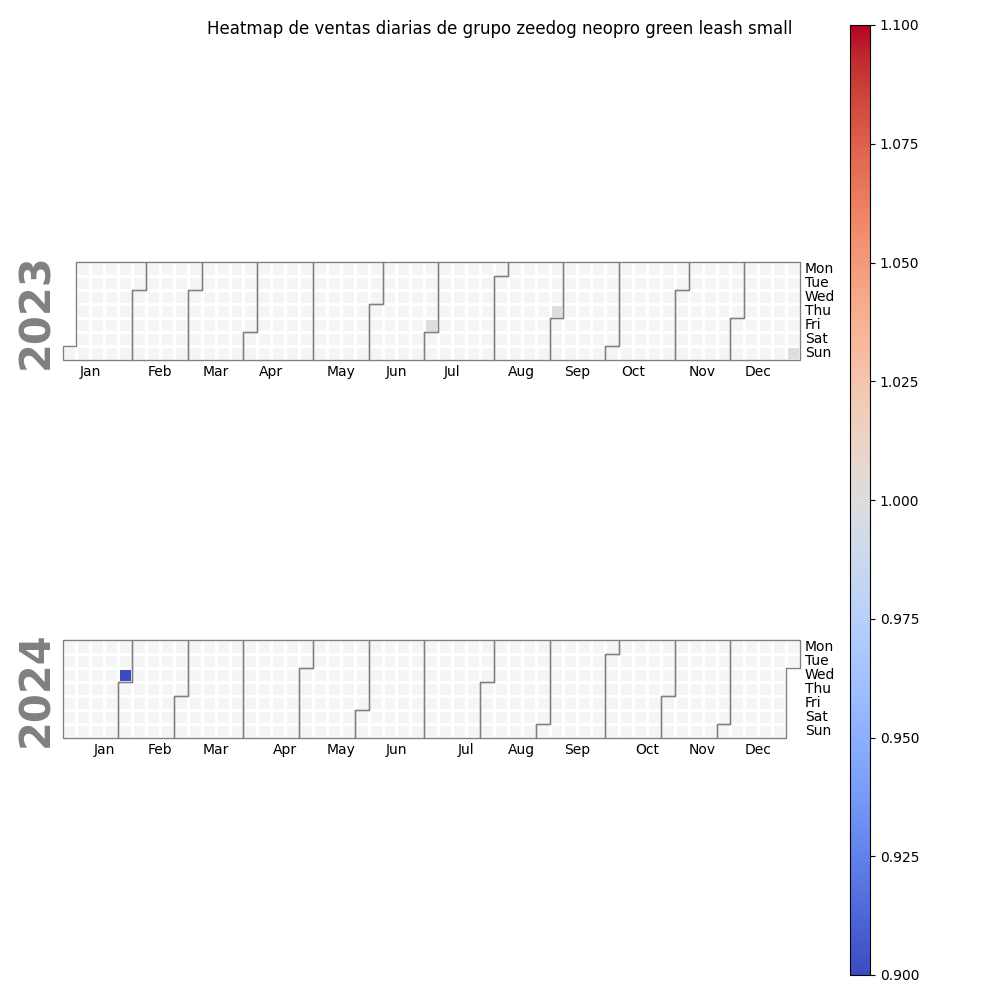 Heatmap de ventas diarias de grupo zeedog neopro green leash small
2023
Mon
Tue
Wed
Thu
Fri
Sat
Sun
Jan Feb Mar Apr May Jun Jul Aug Sep Oct Nov Dec
2024
Mon
Tue
Wed
Thu
Fri
Sat
Sun
Jan Feb Mar Apr May Jun Jul Aug Sep Oct Nov Dec
1.100
1.075
1.050
1.025
1.000
0.975
0.950
0.925
0.900